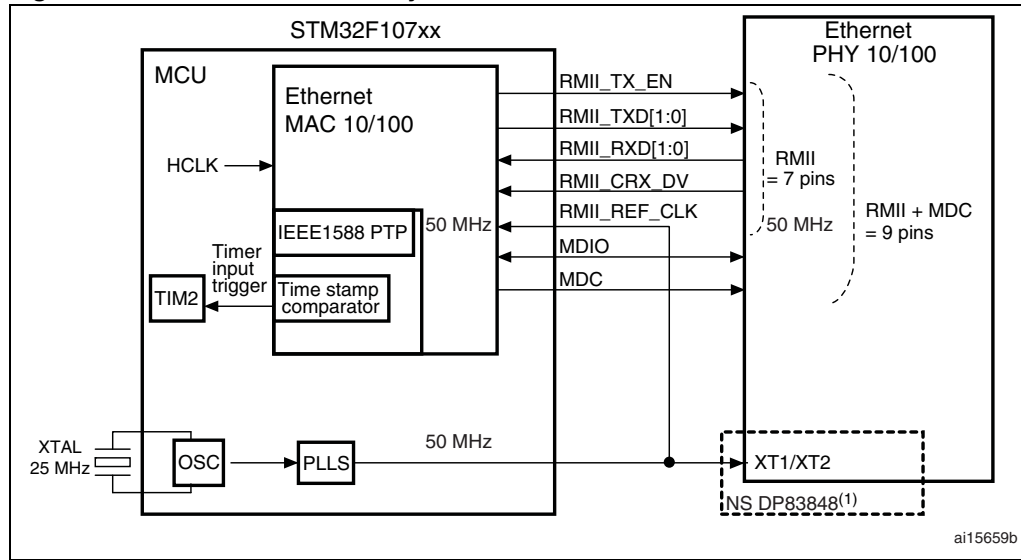 STM32F107xx
Ethernet
PHY 10/100
MCU
Ethernet
MAC 10/100
HCLK
IEEE1588 PTP
50 MHz
Timer
input
trigger
TIM2
Time stamp
comparator
RMII_TX_EN
RMII_TXD[1:0]
RMII_RXD[1:0]
RMII_CRX_DV
RMII_REF_CLK
MDIO
MDC
RMII
= 7 pins
50 MHz
RMII + MDC
= 9 pins
XTAL
25 MHz
OSC
PLLS
50 MHz
XT1/XT2
NS DP83848(1)
ai15659b